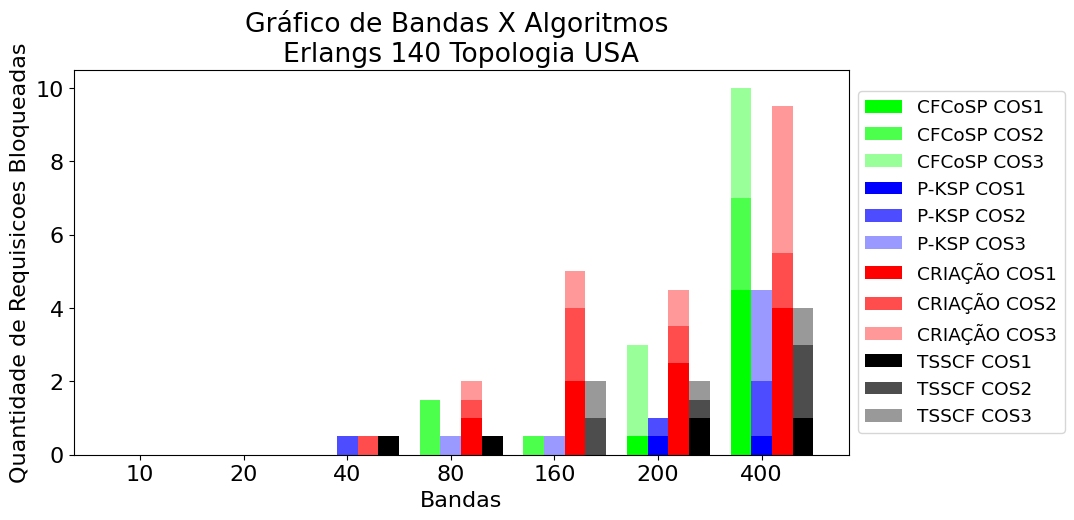 Gráfico de Bandas X Algoritmos
Erlangs 140 Topologia USA
Quantidade de Requisicoes Bloqueadas
10
8
6
4
2
0
10 20 40 80 160 200 400
Bandas
CFCoSP COS1
CFCoSP COS2
CFCoSP COS3
P-KSP COS1
P-KSP COS2
P-KSP COS3
CRIAÇÃO COS1
CRIAÇÃO COS2
CRIAÇÃO COS3
TSSCF COS1
TSSCF COS2
TSSCF COS3